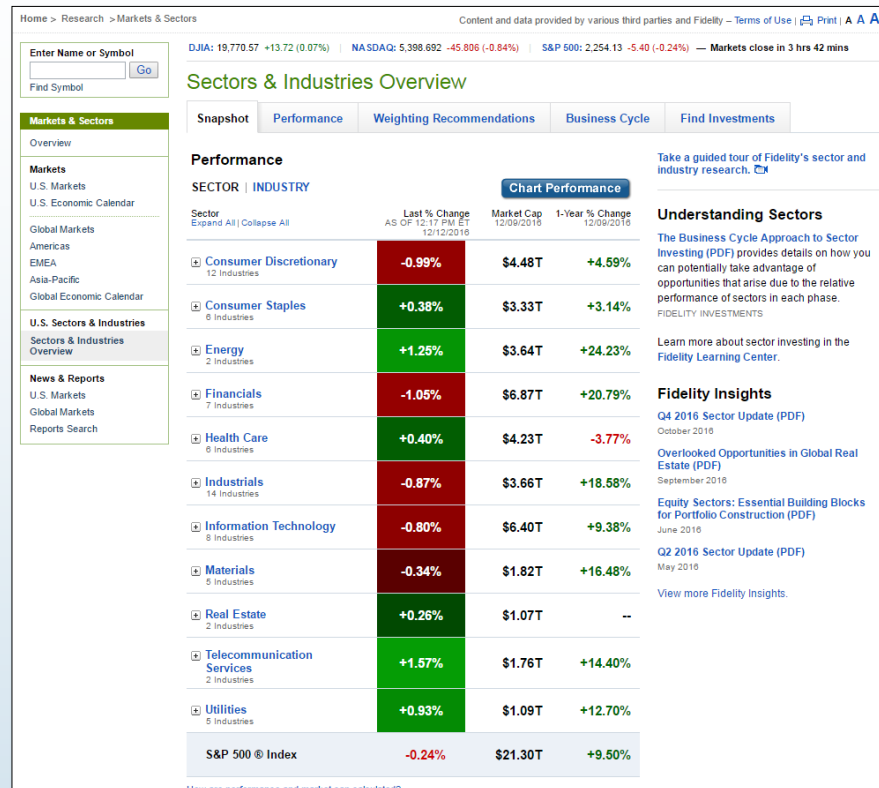 Home > Research > Markets & Sectors
Content and data provided by various third parties and Fidelity – Terms of Use | Print | A A A
Enter Name or Symbol
Go
Find Symbol
DJIA: 19,770.57 +13.72 (0.07%) | NASDAQ: 5,398.692 -45.806 (-0.84%) | S&P 500: 2,254.13 -5.40 (-0.24%) — Markets close in 3 hrs 42 mins
Sectors & Industries Overview
Snapshot Performance Weighting Recommendations Business Cycle Find Investments
Markets & Sectors
Overview
Markets
U.S. Markets
U.S. Economic Calendar
Global Markets
Americas
EMEA
Asia-Pacific
Global Economic Calendar
U.S. Sectors & Industries
Sectors & Industries
Overview
News & Reports
U.S. Markets
Global Markets
Reports Search
Performance
SECTOR | INDUSTRY
Chart Performance
Sector Last % Change Market Cap 1-Year % Change
Expand All | Collapse All AS OF 12:17 PM ET 12/09/2016 12/09/2016
12/12/2016
Consumer Discretionary -0.99% $4.48T +4.59%
12 Industries
Consumer Staples +0.38% $3.33T +3.14%
6 Industries
Energy +1.25% $3.64T +24.23%
2 Industries
Financials -1.05% $6.87T +20.79%
7 Industries
Health Care +0.40% $4.23T -3.77%
6 Industries
Industrials -0.87% $3.66T +18.58%
14 Industries
Information Technology -0.80% $6.40T +9.38%
8 Industries
Materials -0.34% $1.82T +16.48%
5 Industries
Real Estate +0.26% $1.07T --
2 Industries
Telecommunication
Services +1.57% $1.76T +14.40%
2 Industries
Utilities +0.93% $1.09T +12.70%
5 Industries
S&P 500 ® Index -0.24% $21.30T +9.50%
How are performance and market cap calculated?
Take a guided tour of Fidelity's sector and
industry research.
Understanding Sectors
The Business Cycle Approach to Sector
Investing (PDF) provides details on how you
can potentially take advantage of
opportunities that arise due to the relative
performance of sectors in each phase.
FIDELITY INVESTMENTS
Learn more about sector investing in the
Fidelity Learning Center.
Fidelity Insights
Q4 2016 Sector Update (PDF)
October 2016
Overlooked Opportunities in Global Real
Estate (PDF)
September 2016
Equity Sectors: Essential Building Blocks
for Portfolio Construction (PDF)
June 2016
Q2 2016 Sector Update (PDF)
May 2016
View more Fidelity Insights.